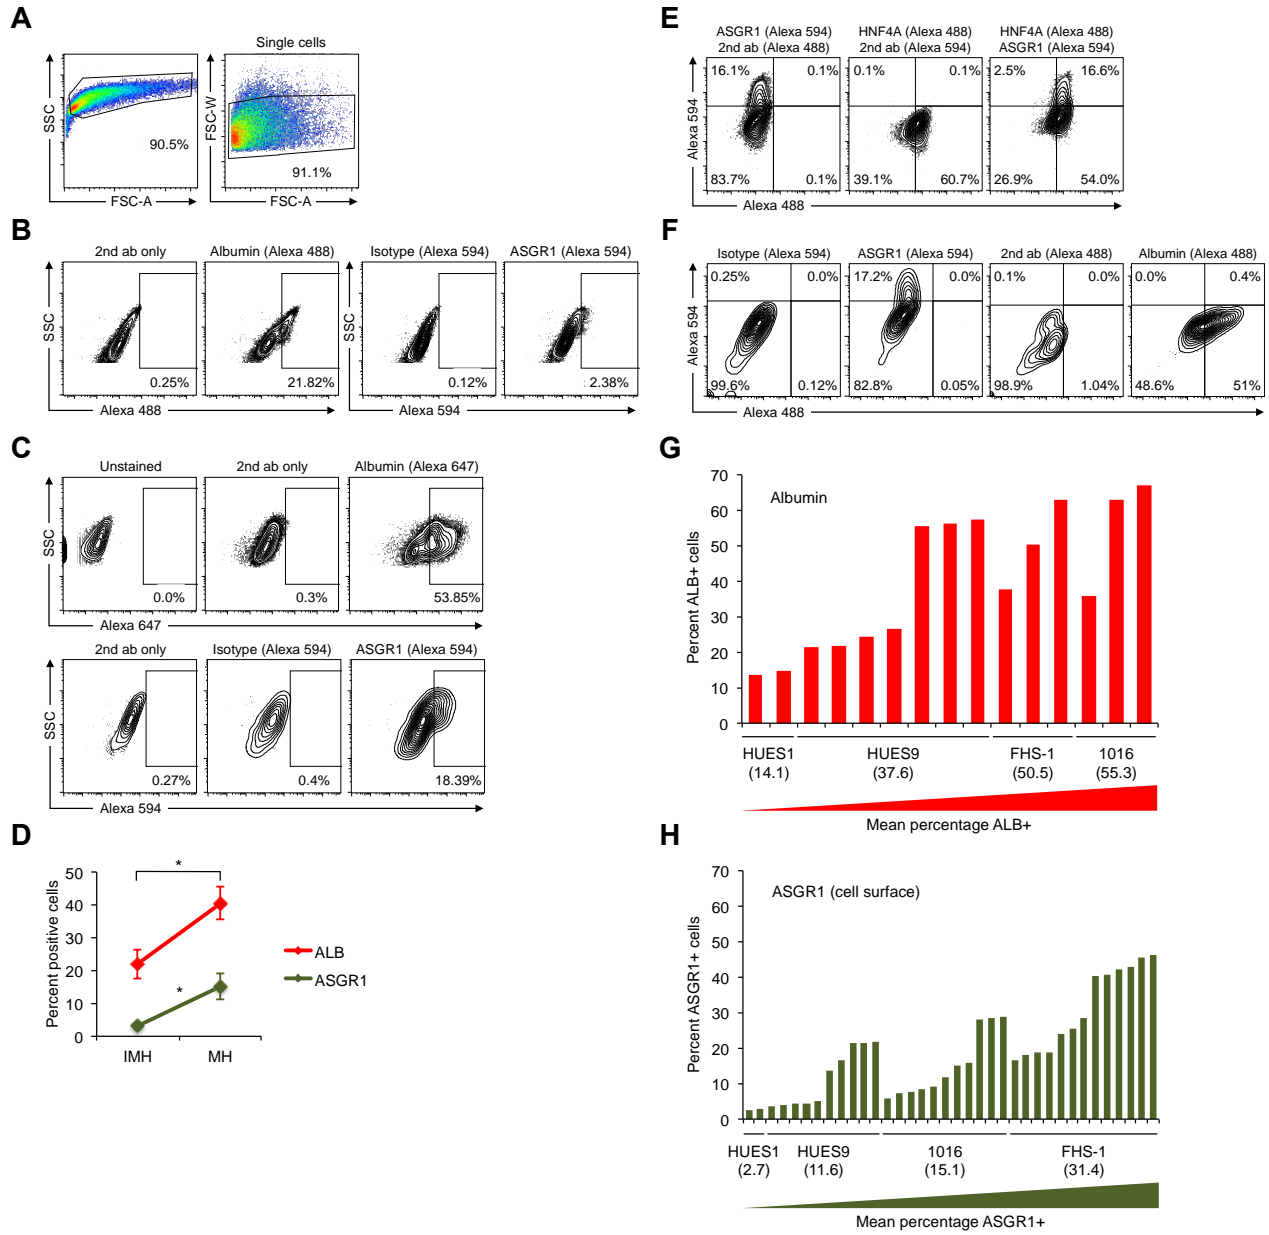 A
Single cells
SSC
90.5%
FSC-A
FSC-W
91.1%
FSC-A
B
2nd ab only
Albumin (Alexa 488)
Isotype (Alexa 594)
ASGR1 (Alexa 594)
SSC
0.25%
21.82%
Alexa 488
SSC
0.12%
2.38%
Alexa 594
C
Unstained
2nd ab only
Albumin (Alexa 647)
SSC
0.0%
0.3%
53.85%
Alexa 647
2nd ab only
Isotype (Alexa 594)
ASGR1 (Alexa 594)
SSC
0.27%
0.4%
18.39%
Alexa 594
D
Percent positive cells
50
40
30
20
10
0
*
*
IMH
MH
ALB
ASGR1
E
ASGR1 (Alexa 594)
2nd ab (Alexa 488)
HNF4A (Alexa 488)
2nd ab (Alexa 594)
HNF4A (Alexa 488)
ASGR1 (Alexa 594)
16.1%
0.1%
0.1%
0.1%
2.5%
16.6%
Alexa 594
83.7%
0.1%
39.1%
60.7%
26.9%
54.0%
Alexa 488
F
Isotype (Alexa 594)
ASGR1 (Alexa 594)
2nd ab (Alexa 488)
Albumin (Alexa 488)
0.25%
0.0%
17.2%
0.0%
0.1%
0.0%
0.0%
0.4%
Alexa 594
99.6%
0.12%
82.8%
0.05%
98.9%
1.04%
48.6%
51%
Alexa 488
G
Albumin
Percent ALB+ cells
70
60
50
40
30
20
10
0
HUES1
(14.1)
HUES9
(37.6)
FHS-1
(50.5)
1016
(55.3)
Mean percentage ALB+
H
ASGR1 (cell surface)
Percent ASGR1+ cells
70
60
50
40
30
20
10
0
HUES1
(2.7)
HUES9
(11.6)
1016
(15.1)
FHS-1
(31.4)
Mean percentage ASGR1+